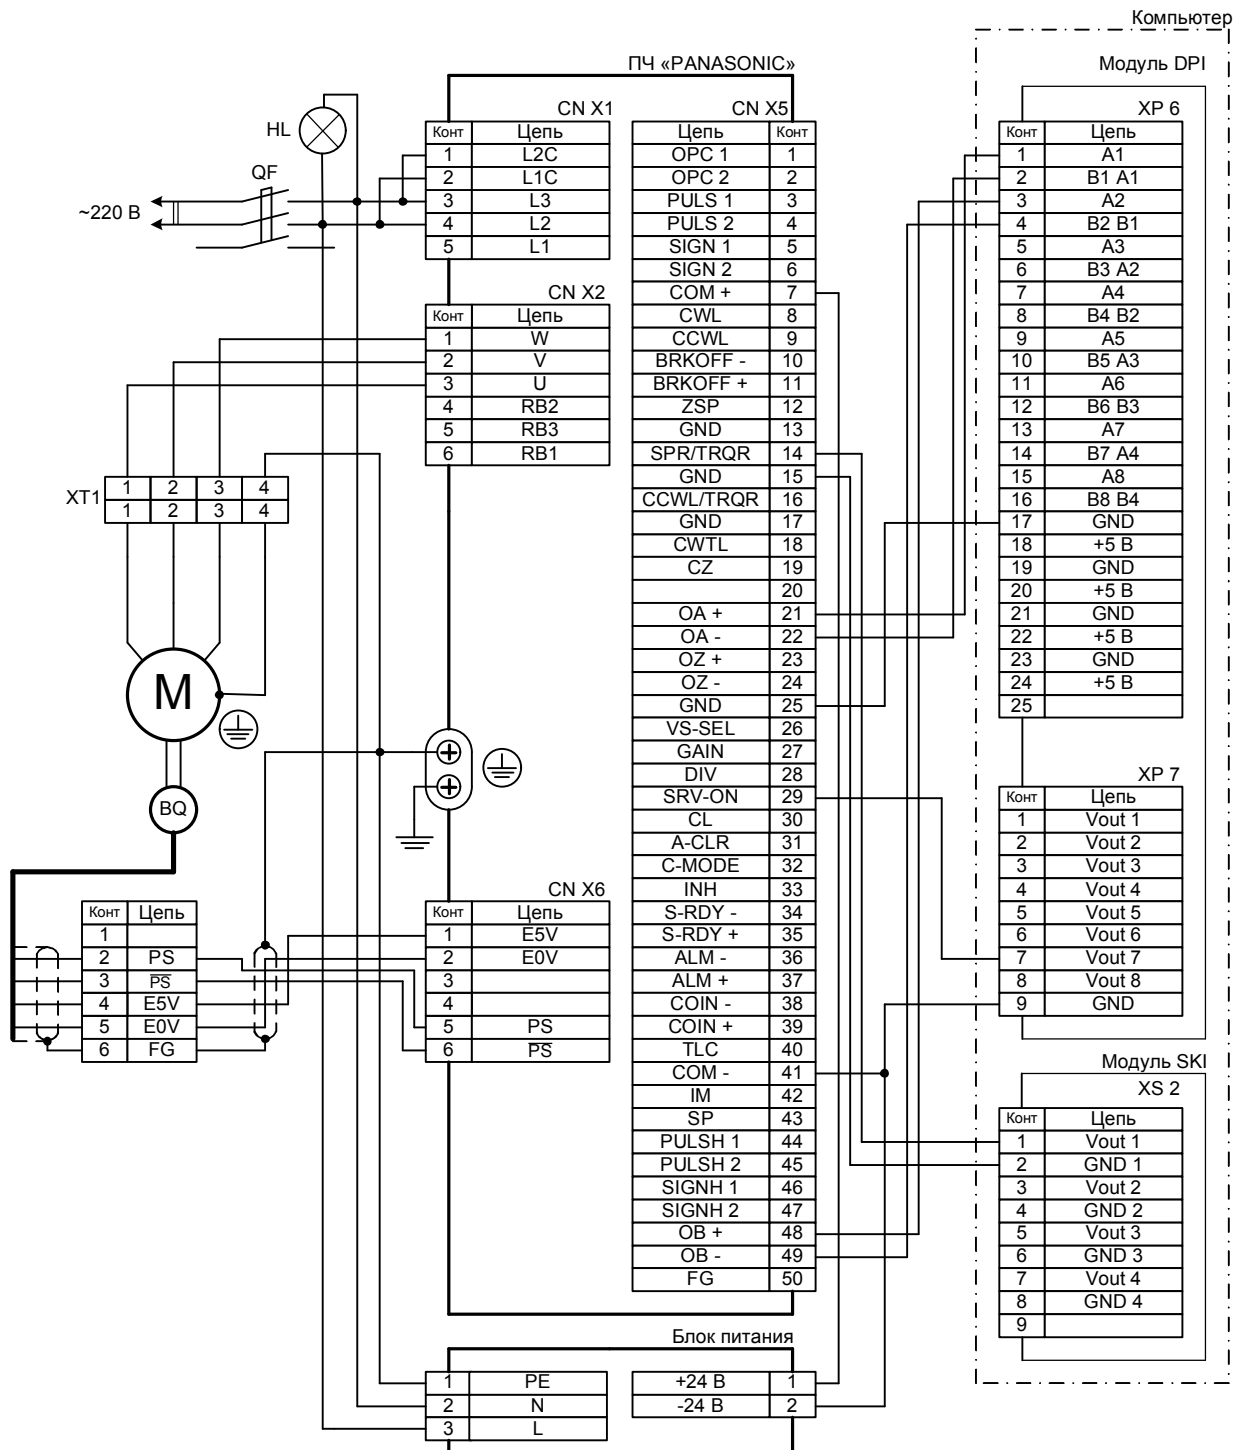 Компьютер
ПЧ «PANASONIC»
Модуль DPI
HL
QF
~220 В
CN X1
Конт Цепь
1 L2C
2 L1C
3 L3
4 L2
5 L1
CN X2
Конт Цепь
1 W
2 V
3 U
4 RB2
5 RB3
6 RB1
XT1
1 2 3 4
1 2 3 4
M
BQ
Конт Цепь
1
2 PS
3 PS
4 E5V
5 E0V
6 FG
CN X6
Конт Цепь
1 E5V
2 E0V
3
4
5 PS
6 PS
CN X5
Цепь Конт
OPC 1 1
OPC 2 2
PULS 1 3
PULS 2 4
SIGN 1 5
SIGN 2 6
COM + 7
CWL 8
CCWL 9
BRKOFF - 10
BRKOFF + 11
ZSP 12
GND 13
SPR/TRQR 14
GND 15
CCWL/TRQR 16
GND 17
CWTL 18
CZ 19
20
OA + 21
OA - 22
OZ + 23
OZ - 24
GND 25
VS-SEL 26
GAIN 27
DIV 28
SRV-ON 29
CL 30
A-CLR 31
C-MODE 32
INH 33
S-RDY - 34
S-RDY + 35
ALM - 36
ALM + 37
COIN - 38
COIN + 39
TLC 40
COM - 41
IM 42
SP 43
PULSH 1 44
PULSH 2 45
SIGNH 1 46
SIGNH 2 47
OB + 48
OB - 49
FG 50
XP 6
Конт Цепь
1 A1
2 B1 A1
3 A2
4 B2 B1
5 A3
6 B3 A2
7 A4
8 B4 B2
9 A5
10 B5 A3
11 A6
12 B6 B3
13 A7
14 B7 A4
15 A8
16 B8 B4
17 GND
18 +5 В
19 GND
20 +5 В
21 GND
22 +5 В
23 GND
24 +5 В
25
XP 7
Конт Цепь
1 Vout 1
2 Vout 2
3 Vout 3
4 Vout 4
5 Vout 5
6 Vout 6
7 Vout 7
8 Vout 8
9 GND
Модуль SKI
XS 2
Конт Цепь
1 Vout 1
2 GND 1
3 Vout 2
4 GND 2
5 Vout 3
6 GND 3
7 Vout 4
8 GND 4
9
Блок питания
1 PE
2 N
3 L
+24 В 1
-24 В 2